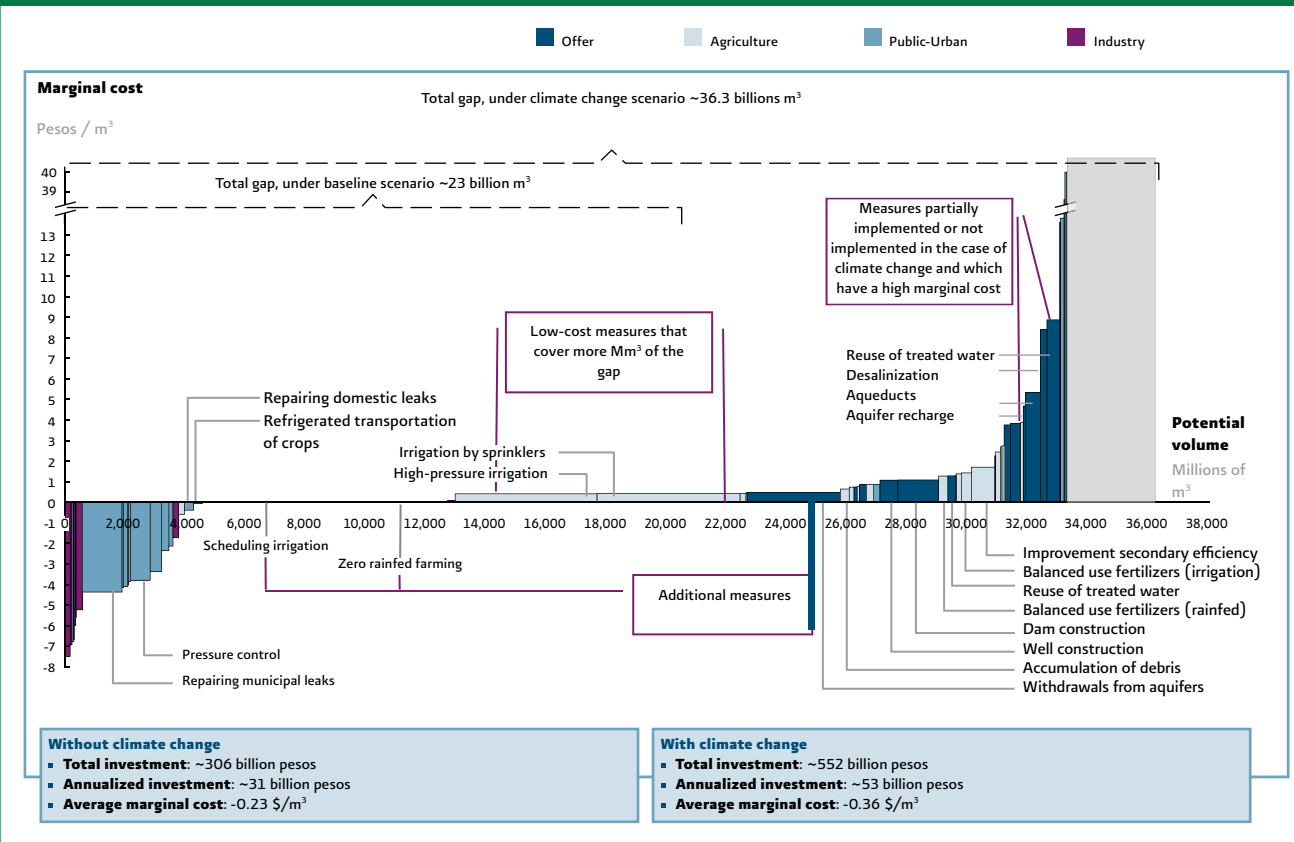 Offer
Agriculture
Public-Urban
Industry
Marginal cost
Pesos / m³
Total gap, under climate change scenario ~36.3 billions m³
Total gap, under baseline scenario ~23 billion m³
40
39
13
12
11
10
9
8
7
6
5
4
3
2
1
0
-1
-2
-3
-4
-5
-6
-7
-8
Measures partially
implemented or not
implemented in the case of
climate change and which
have a high marginal cost
Low-cost measures that
cover more Mm³ of the
gap
Reuse of treated water
Desalinization
Aqueducts
Aquifer recharge
Repairing domestic leaks
Refrigerated transportation
of crops
Irrigation by sprinklers
High-pressure irrigation
Potential
volume
Millions of
m³
0 2,000 4,000 6,000 8,000 10,000 12,000 14,000 16,000 18,000 20,000 22,000 24,000 26,000 28,000 30,000 32,000 34,000 36,000 38,000
Scheduling irrigation
Zero rainfed farming
Additional measures
Pressure control
Repairing municipal leaks
Improvement secondary efficiency
Balanced use fertilizers (irrigation)
Reuse of treated water
Balanced use fertilizers (rainfed)
Dam construction
Well construction
Accumulation of debris
Withdrawals from aquifers
Without climate change
▪ Total investment: ~306 billion pesos
▪ Annualized investment: ~31 billion pesos
▪ Average marginal cost: -0.23 $/m³
With climate change
▪ Total investment: ~552 billion pesos
▪ Annualized investment: ~53 billion pesos
▪ Average marginal cost: -0.36 $/m³